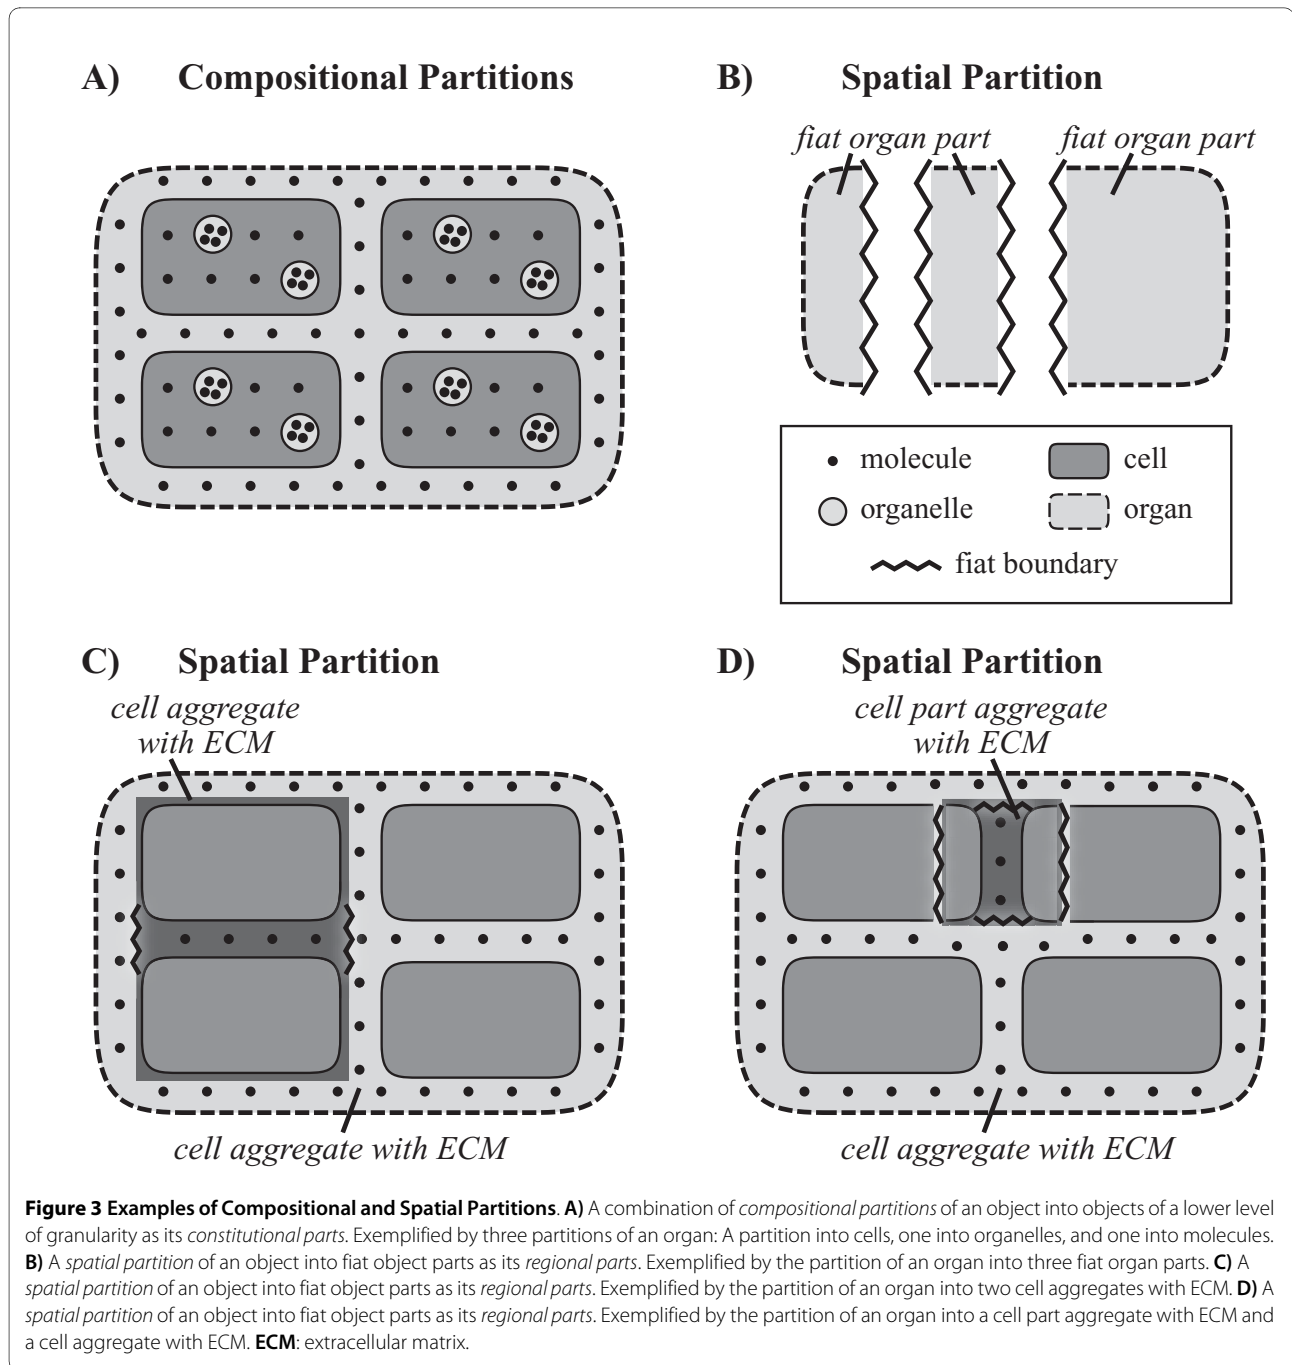 A) Compositional Partitions
B) Spatial Partition
fiat organ part fiat organ part
molecule cell
organelle organ
fiat boundary
C) Spatial Partition
cell aggregate
with ECM
cell aggregate with ECM
D) Spatial Partition
cell part aggregate
with ECM
cell aggregate with ECM
Figure 3 Examples of Compositional and Spatial Partitions. A) A combination of compositional partitions of an object into objects of a lower level
of granularity as its constitutional parts. Exemplified by three partitions of an organ: A partition into cells, one into organelles, and one into molecules.
B) A spatial partition of an object into fiat object parts as its regional parts. Exemplified by the partition of an organ into three fiat organ parts. C) A
spatial partition of an object into fiat object parts as its regional parts. Exemplified by the partition of an organ into two cell aggregates with ECM. D) A
spatial partition of an object into fiat object parts as its regional parts. Exemplified by the partition of an organ into a cell part aggregate with ECM and
a cell aggregate with ECM. ECM: extracellular matrix.